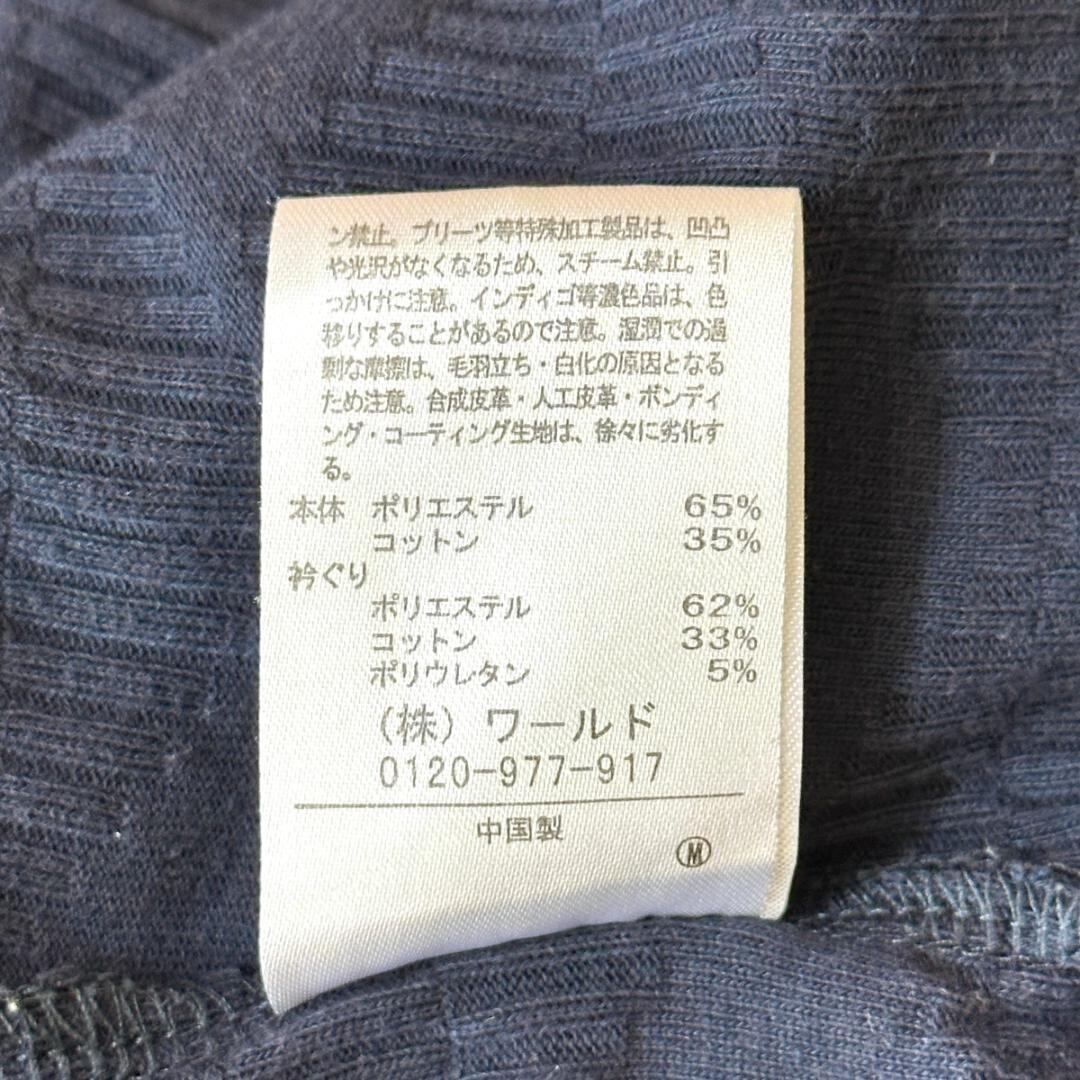 ン禁止。プリーツ等特殊加工製品は、凹凸
や光沢がなくなるため、スチーム禁止。引
っかけに注意。インディゴ等濃色品は、色
移りすることがあるので注意。湿潤での過
剰な摩擦は、毛羽立ち・白化の原因となる
ため注意。合成皮革・人工皮革・ボンディ
ング・コーティング生地は、徐々に劣化す
る。
本体 ポリエステル 65%
コットン 35%
衿ぐり
ポリエステル 62%
コットン 33%
ポリウレタン 5%
(株) ワールド
0120-977-917
中国製
Ⓜ